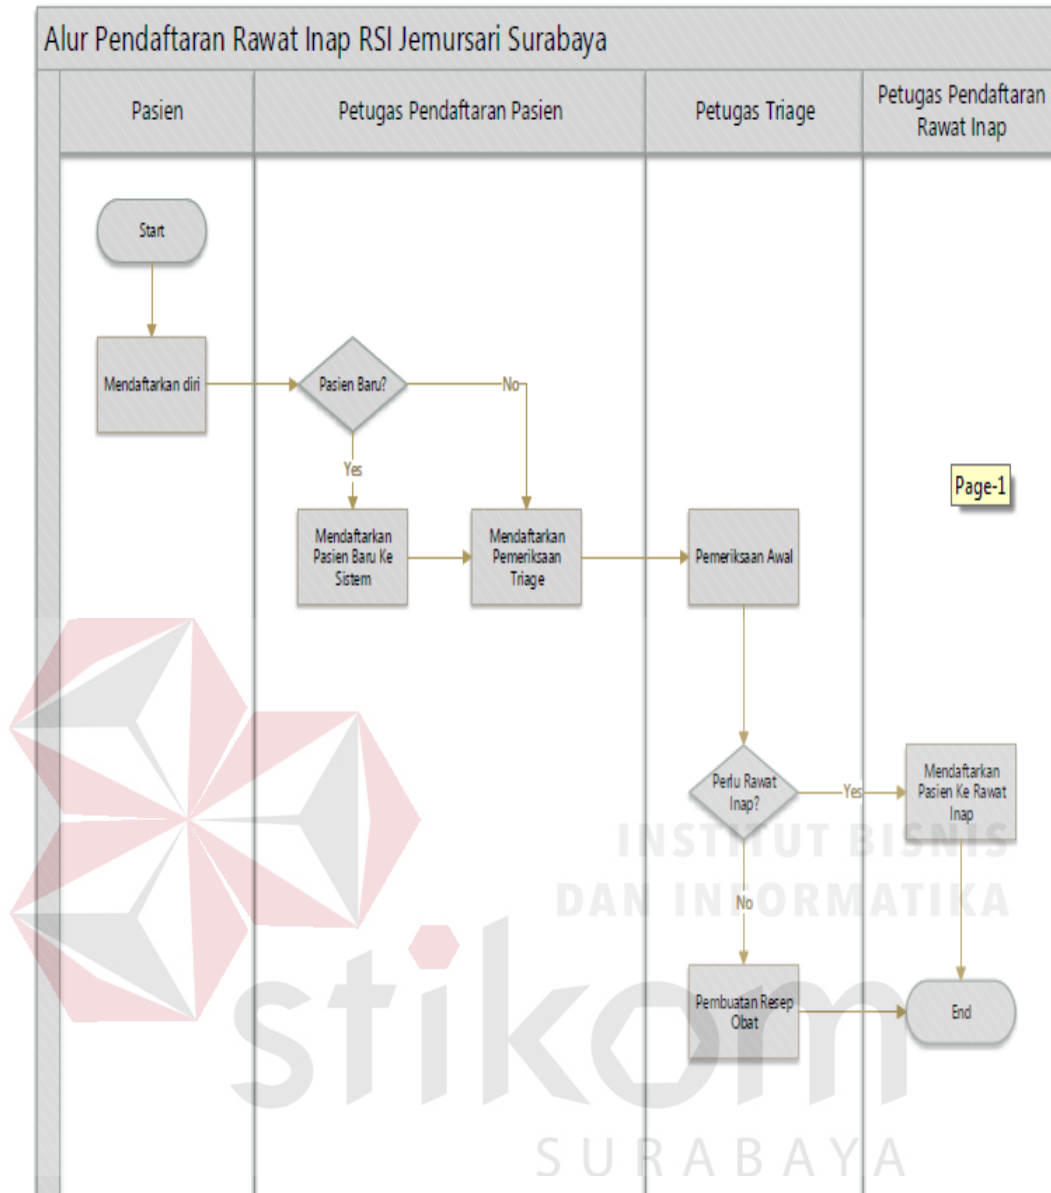 Alur Pendaftaran Rawat Inap RSI Jemursari Surabaya
Pasien
Petugas Pendaftaran Pasien
Petugas Triage
Petugas Pendaftaran
Rawat Inap
Start
Mendaftarkan diri
Pasien Baru?
No
Yes
Page-1
Mendaftarkan
Pasien Baru Ke
Sistem
Mendaftarkan
Pemeriksaan
Triage
Pemeriksaan Awal
Perlu Rawat
Inap?
Yes
Mendaftarkan
Pasien Ke Rawat
Inap
INSTITUT BISNIS
DAN INFORMATIKA
No
Pembuatan Resep
Obat
End
stikom
SURABAYA